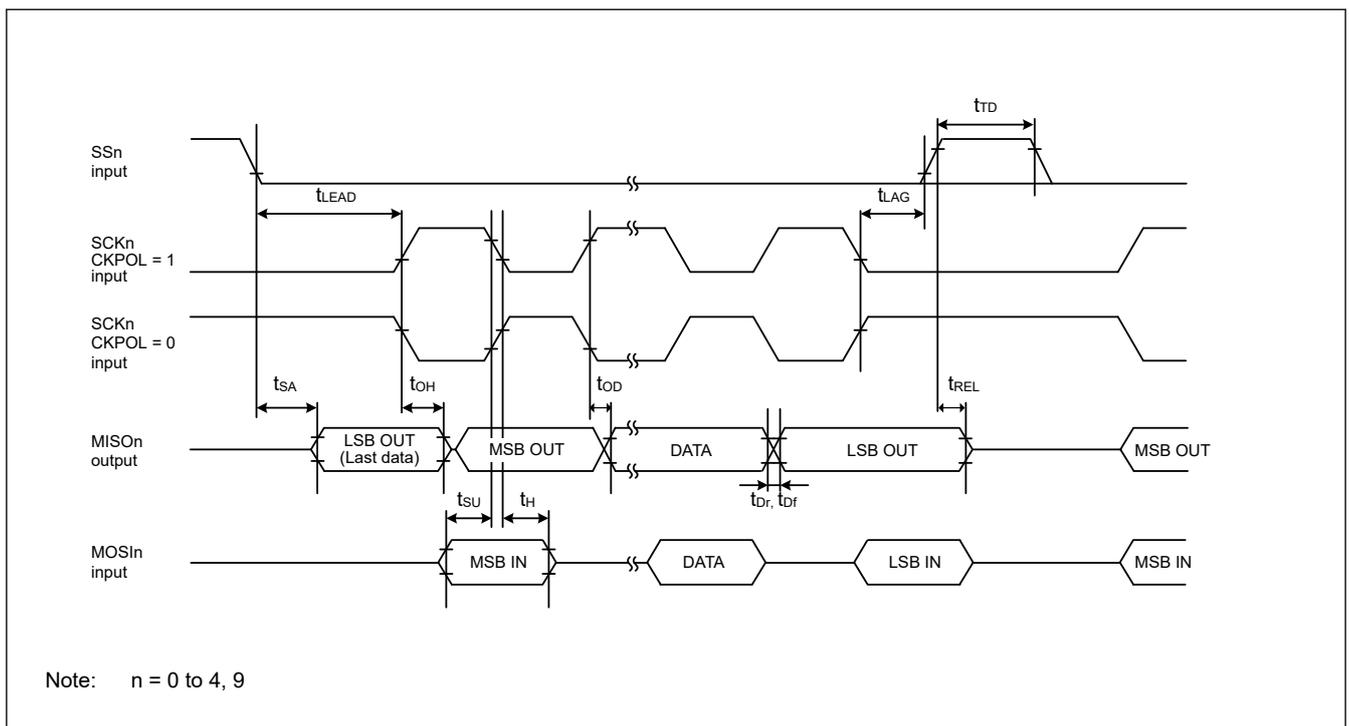 tTD
SSn
input
tLEAD
tLAG
SCKn
CKPOL = 1
input
SCKn
CKPOL = 0
input
tSA
tOH
tOD
tREL
MISOn
output
LSB OUT
(Last data)
MSB OUT
DATA
LSB OUT
MSB OUT
tSU
tH
tDr, tDf
MOSIn
input
MSB IN
DATA
LSB IN
MSB IN
Note: n = 0 to 4, 9